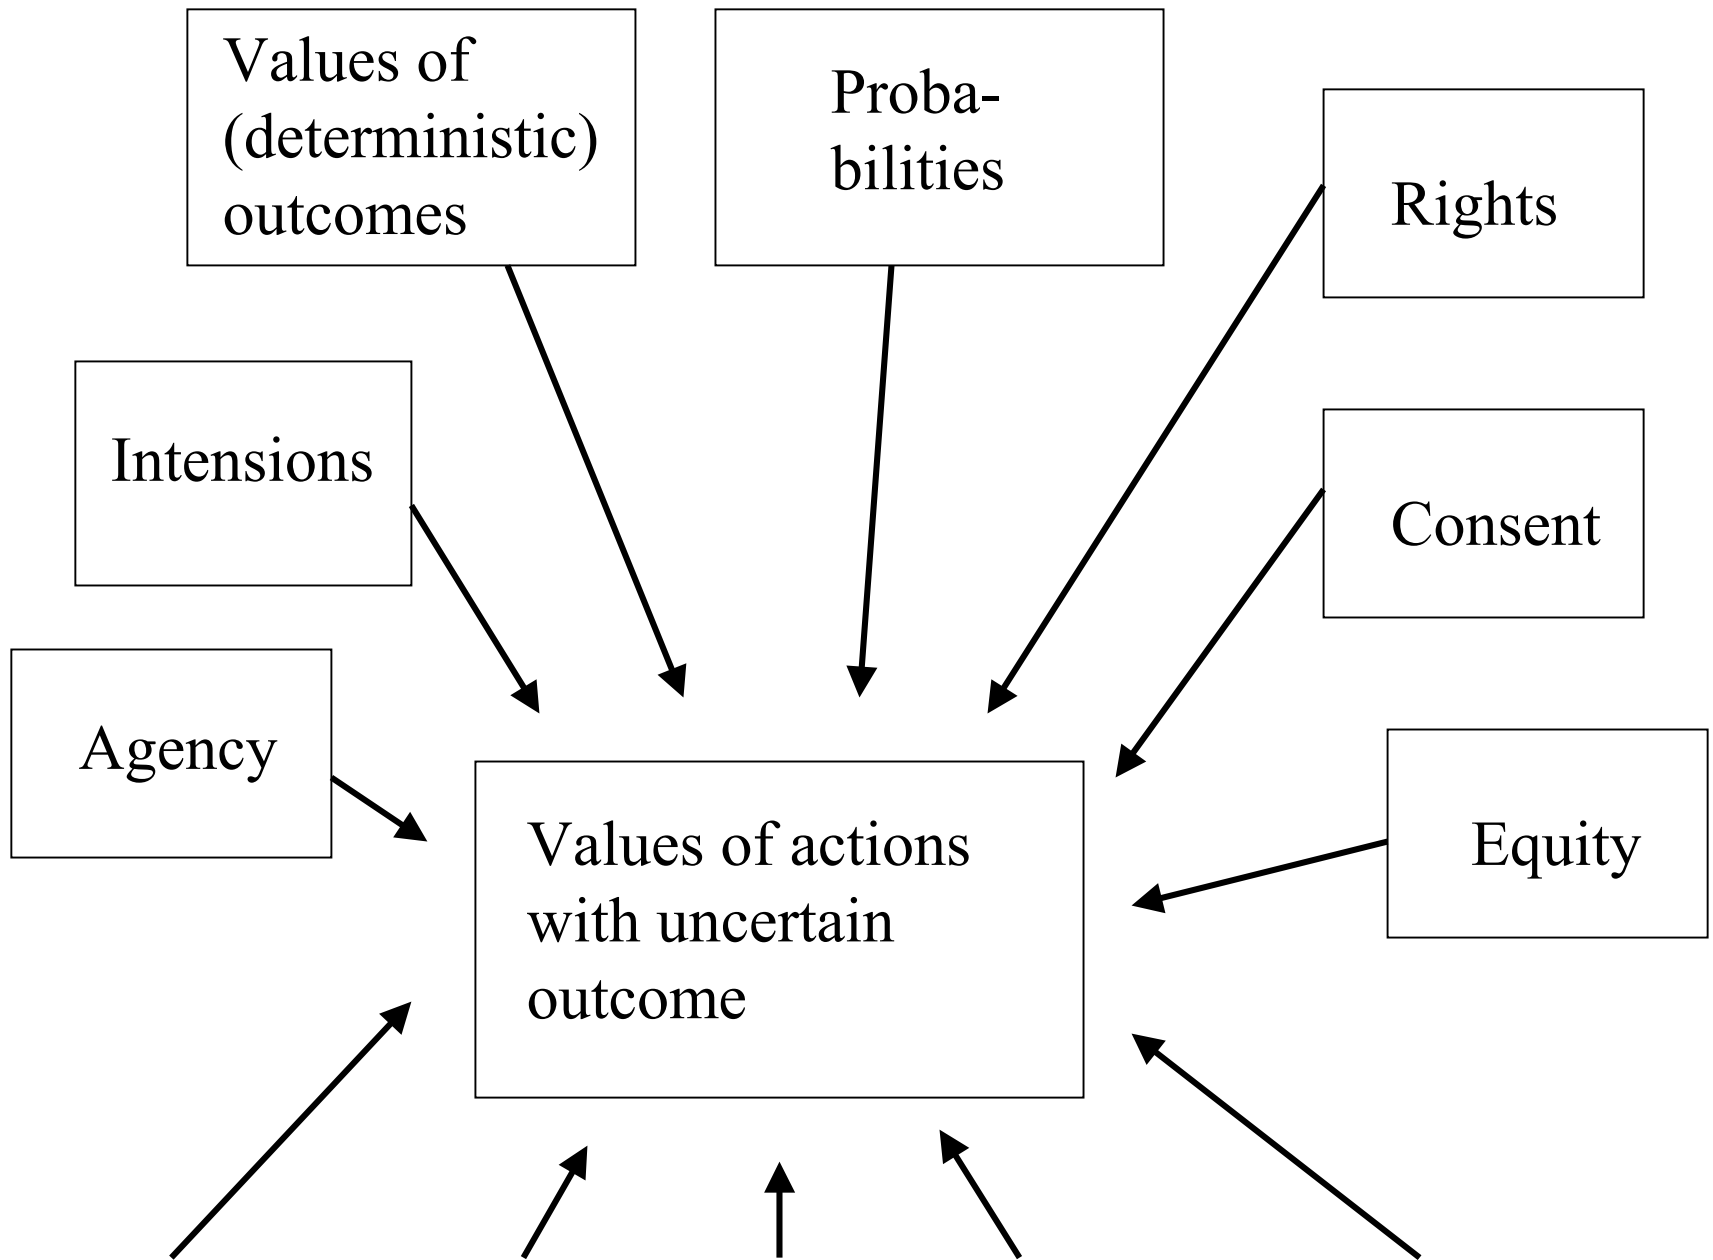 Values of
(deterministic)
outcomes
Proba-
bilities
Rights
Intensions
Consent
Agency
Equity
Values of actions
with uncertain
outcome